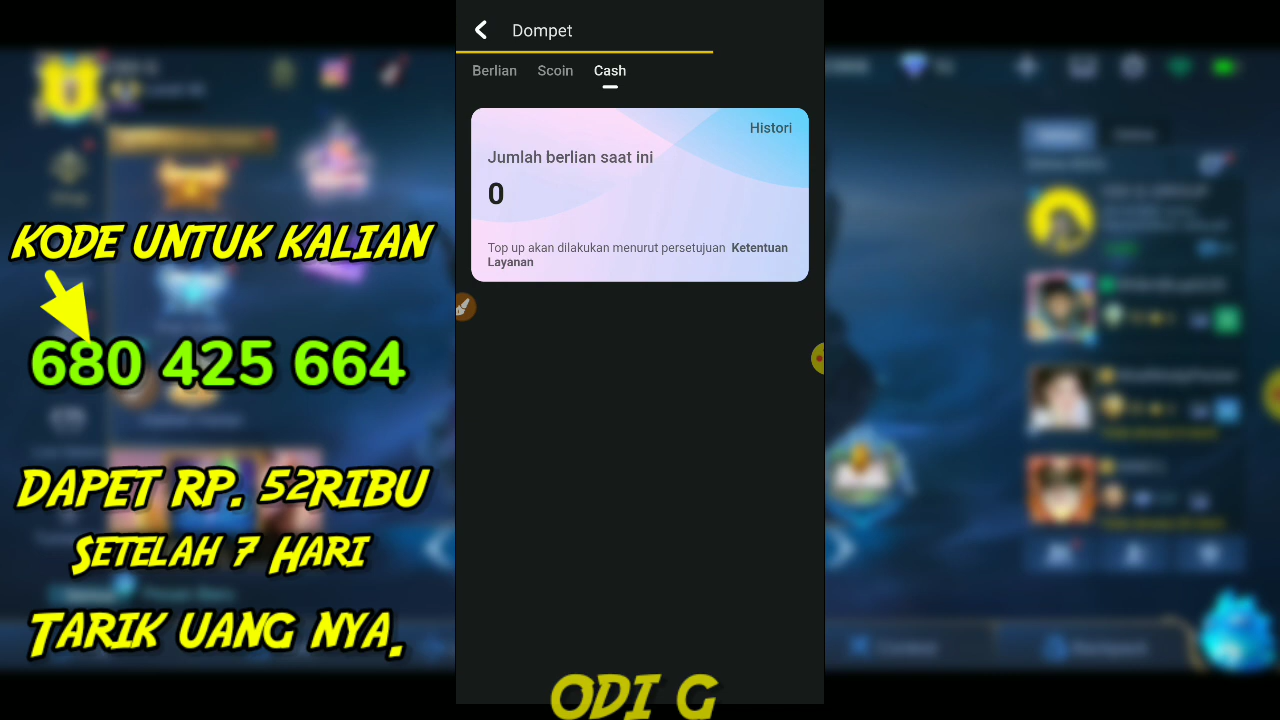 KODE UNTUK KALIAN
680 425 664
DAPET RP. 52RIBU
SETELAH 7 HARI
TARIK UANG NYA.
Dompet
Berlian Scoin Cash
Histori
Jumlah berlian saat ini
0
Top up akan dilakukan menurut persetujuan Ketentuan
Layanan
ODI G